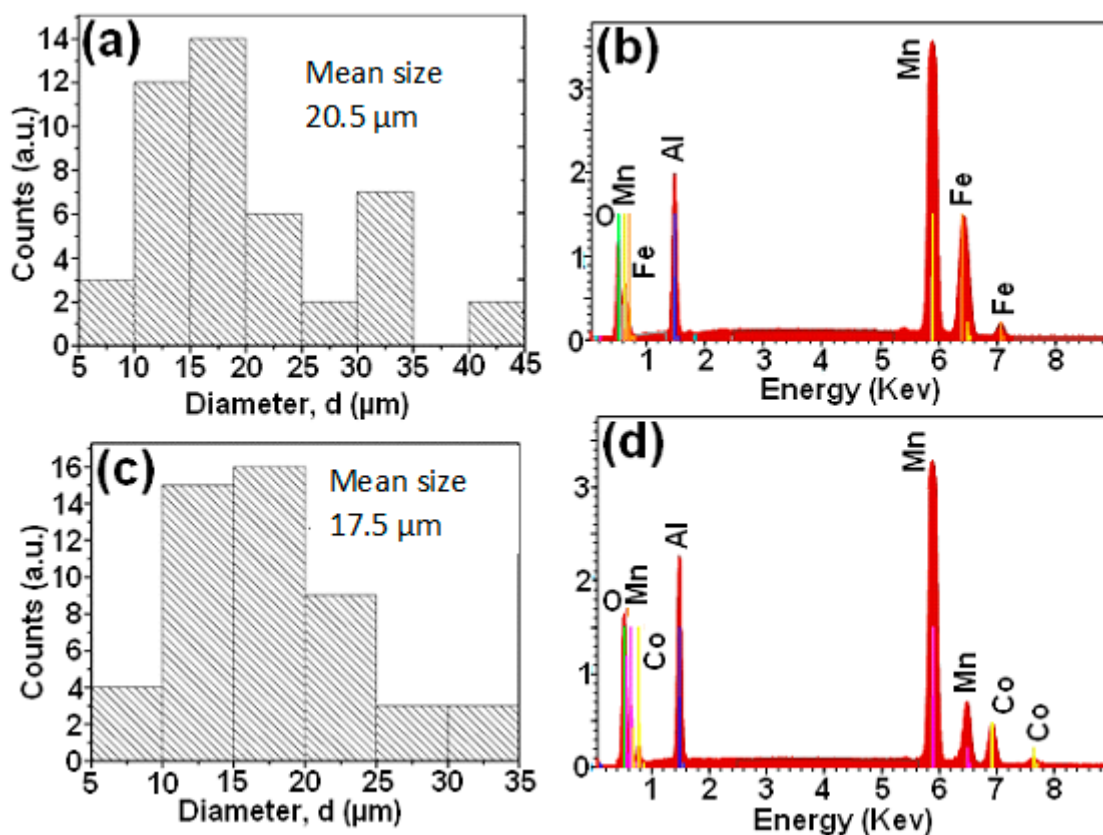 (a)
Mean size
20.5 µm
Counts (a.u.)
14
12
10
8
6
4
2
0
5 10 15 20 25 30 35 40 45
Diameter, d (µm)
(b)
3
2
1
0
O
Mn
Fe
Al
Mn
Fe
Fe
1 2 3 4 5 6 7 8
Energy (Kev)
(c)
Mean size
17.5 µm
Counts (a.u.)
16
14
12
10
8
6
4
2
0
5 10 15 20 25 30 35
Diameter, d (µm)
(d)
3
2
1
0
O
Mn
Co
Al
Mn
Mn
Co
Co
1 2 3 4 5 6 7 8
Energy (Kev)